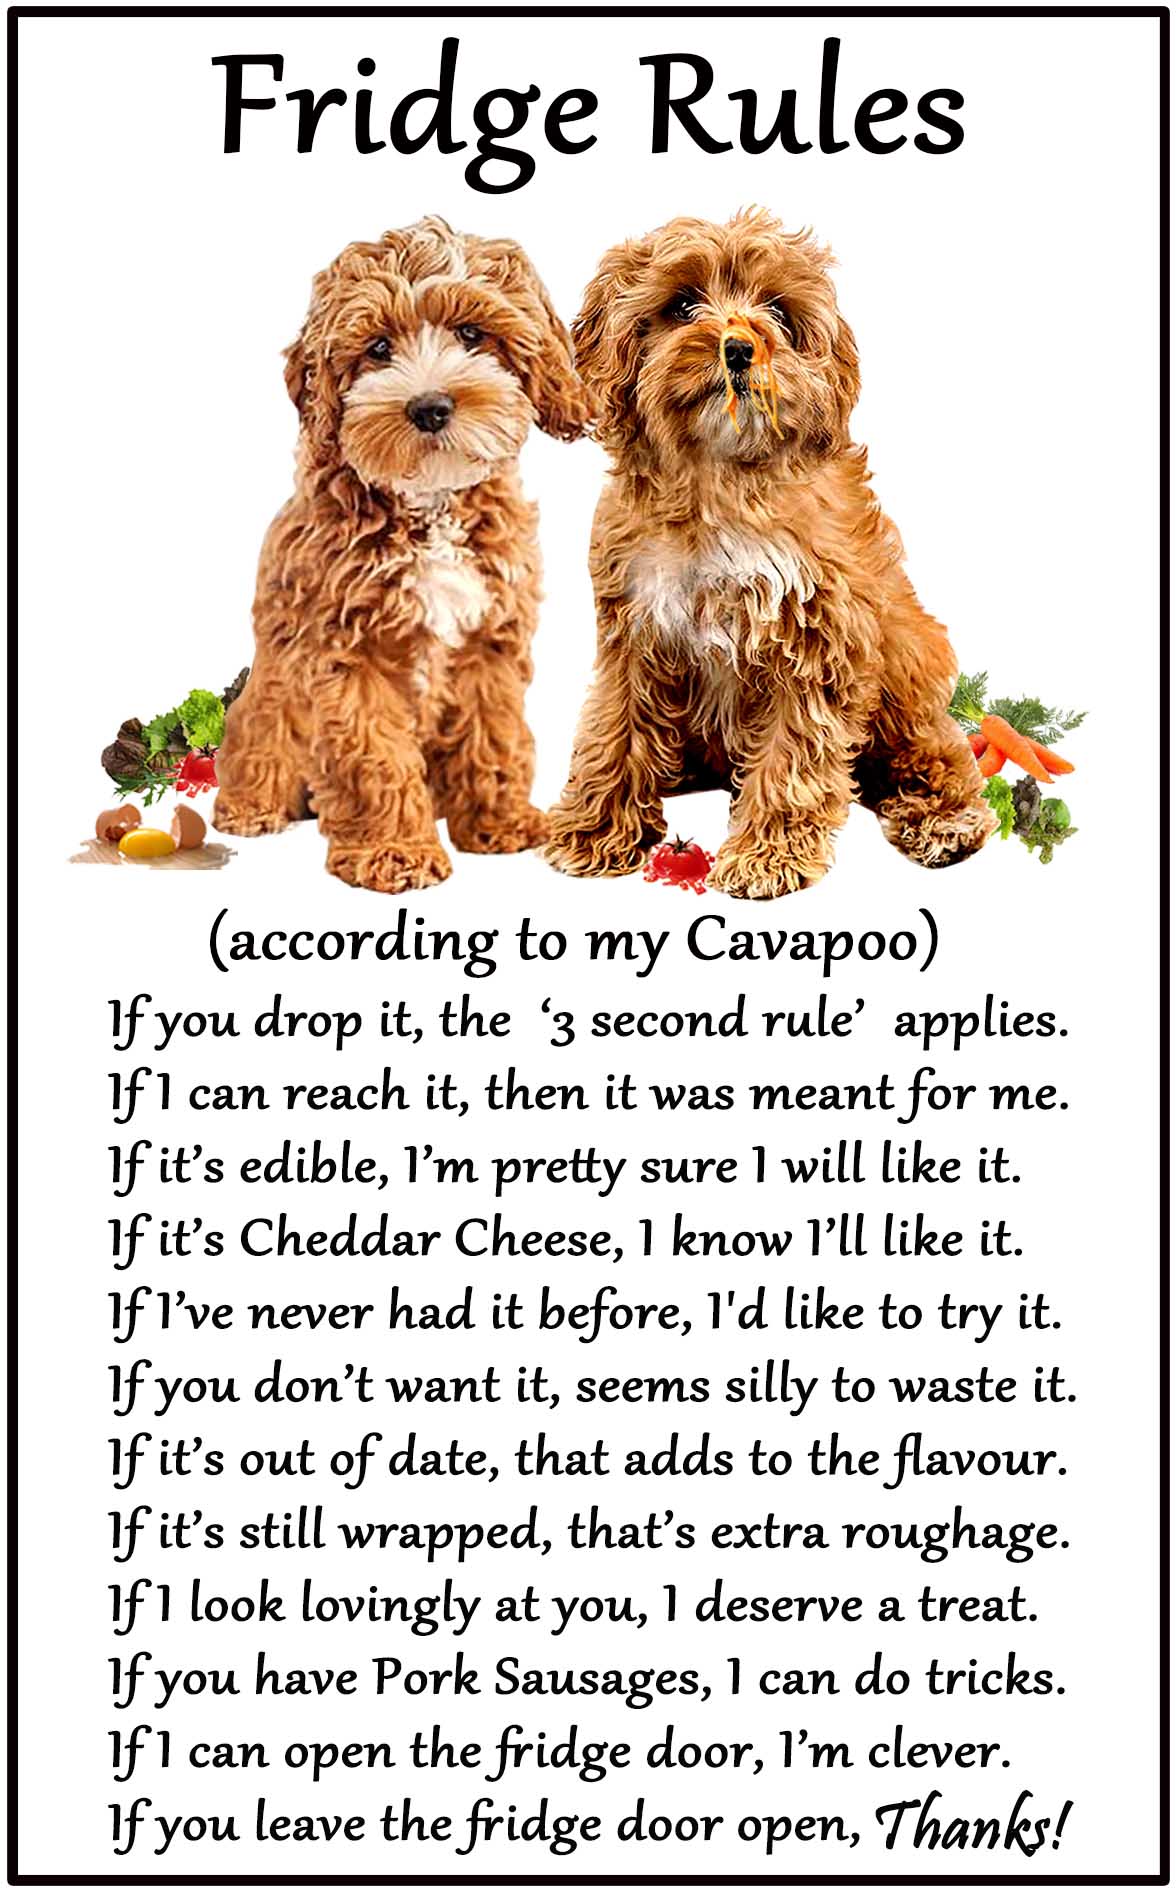 Fridge Rules
(according to my Cavapoo)
If you drop it, the ‘3 second rule’ applies.
If I can reach it, then it was meant for me.
If it’s edible, I’m pretty sure I will like it.
If it’s Cheddar Cheese, I know I’ll like it.
If I’ve never had it before, I'd like to try it.
If you don’t want it, seems silly to waste it.
If it’s out of date, that adds to the flavour.
If it’s still wrapped, that’s extra roughage.
If I look lovingly at you, I deserve a treat.
If you have Pork Sausages, I can do tricks.
If I can open the fridge door, I’m clever.
If you leave the fridge door open, Thanks!